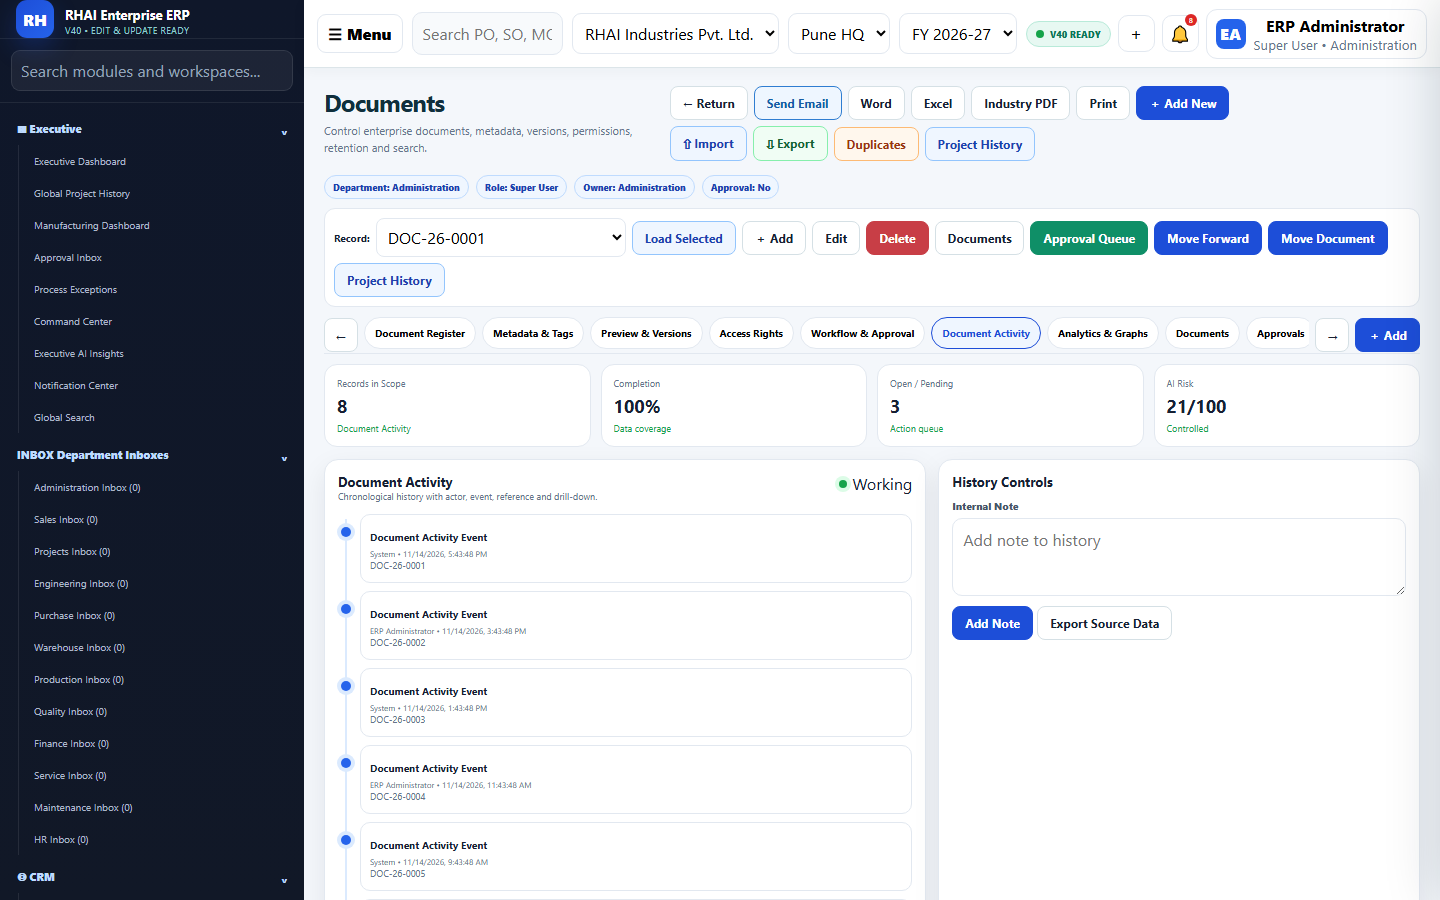 RH
RHAI Enterprise ERP
V40 • EDIT & UPDATE READY
Search modules and workspaces...
Executive
Executive Dashboard
Global Project History
Manufacturing Dashboard
Approval Inbox
Process Exceptions
Command Center
Executive AI Insights
Notification Center
Global Search
INBOX Department Inboxes
Administration Inbox (0)
Sales Inbox (0)
Projects Inbox (0)
Engineering Inbox (0)
Purchase Inbox (0)
Warehouse Inbox (0)
Production Inbox (0)
Quality Inbox (0)
Finance Inbox (0)
Service Inbox (0)
Maintenance Inbox (0)
HR Inbox (0)
CRM
☰ Menu
Search PO, SO, MO
RHAI Industries Pvt. Ltd.
Pune HQ
FY 2026-27
V40 READY
+
8
EA
ERP Administrator
Super User • Administration
Documents
Control enterprise documents, metadata, versions, permissions,
retention and search.
← Return
Send Email
Word
Excel
Industry PDF
Print
+ Add New
⇧ Import
⇩ Export
Duplicates
Project History
Department: Administration
Role: Super User
Owner: Administration
Approval: No
Record:
DOC-26-0001
Load Selected
+ Add
Edit
Delete
Documents
Approval Queue
Move Forward
Move Document
Project History
←
Document Register
Metadata & Tags
Preview & Versions
Access Rights
Workflow & Approval
Document Activity
Analytics & Graphs
Documents
Approvals
→
+ Add
Records in Scope
8
Document Activity
Completion
100%
Data coverage
Open / Pending
3
Action queue
AI Risk
21/100
Controlled
Document Activity
Chronological history with actor, event, reference and drill-down.
Working
Document Activity Event
System • 11/14/2026, 5:43:48 PM
DOC-26-0001
Document Activity Event
ERP Administrator • 11/14/2026, 3:43:48 PM
DOC-26-0002
Document Activity Event
System • 11/14/2026, 1:43:48 PM
DOC-26-0003
Document Activity Event
ERP Administrator • 11/14/2026, 11:43:48 AM
DOC-26-0004
Document Activity Event
System • 11/14/2026, 9:43:48 AM
DOC-26-0005
History Controls
Internal Note
Add note to history
Add Note
Export Source Data